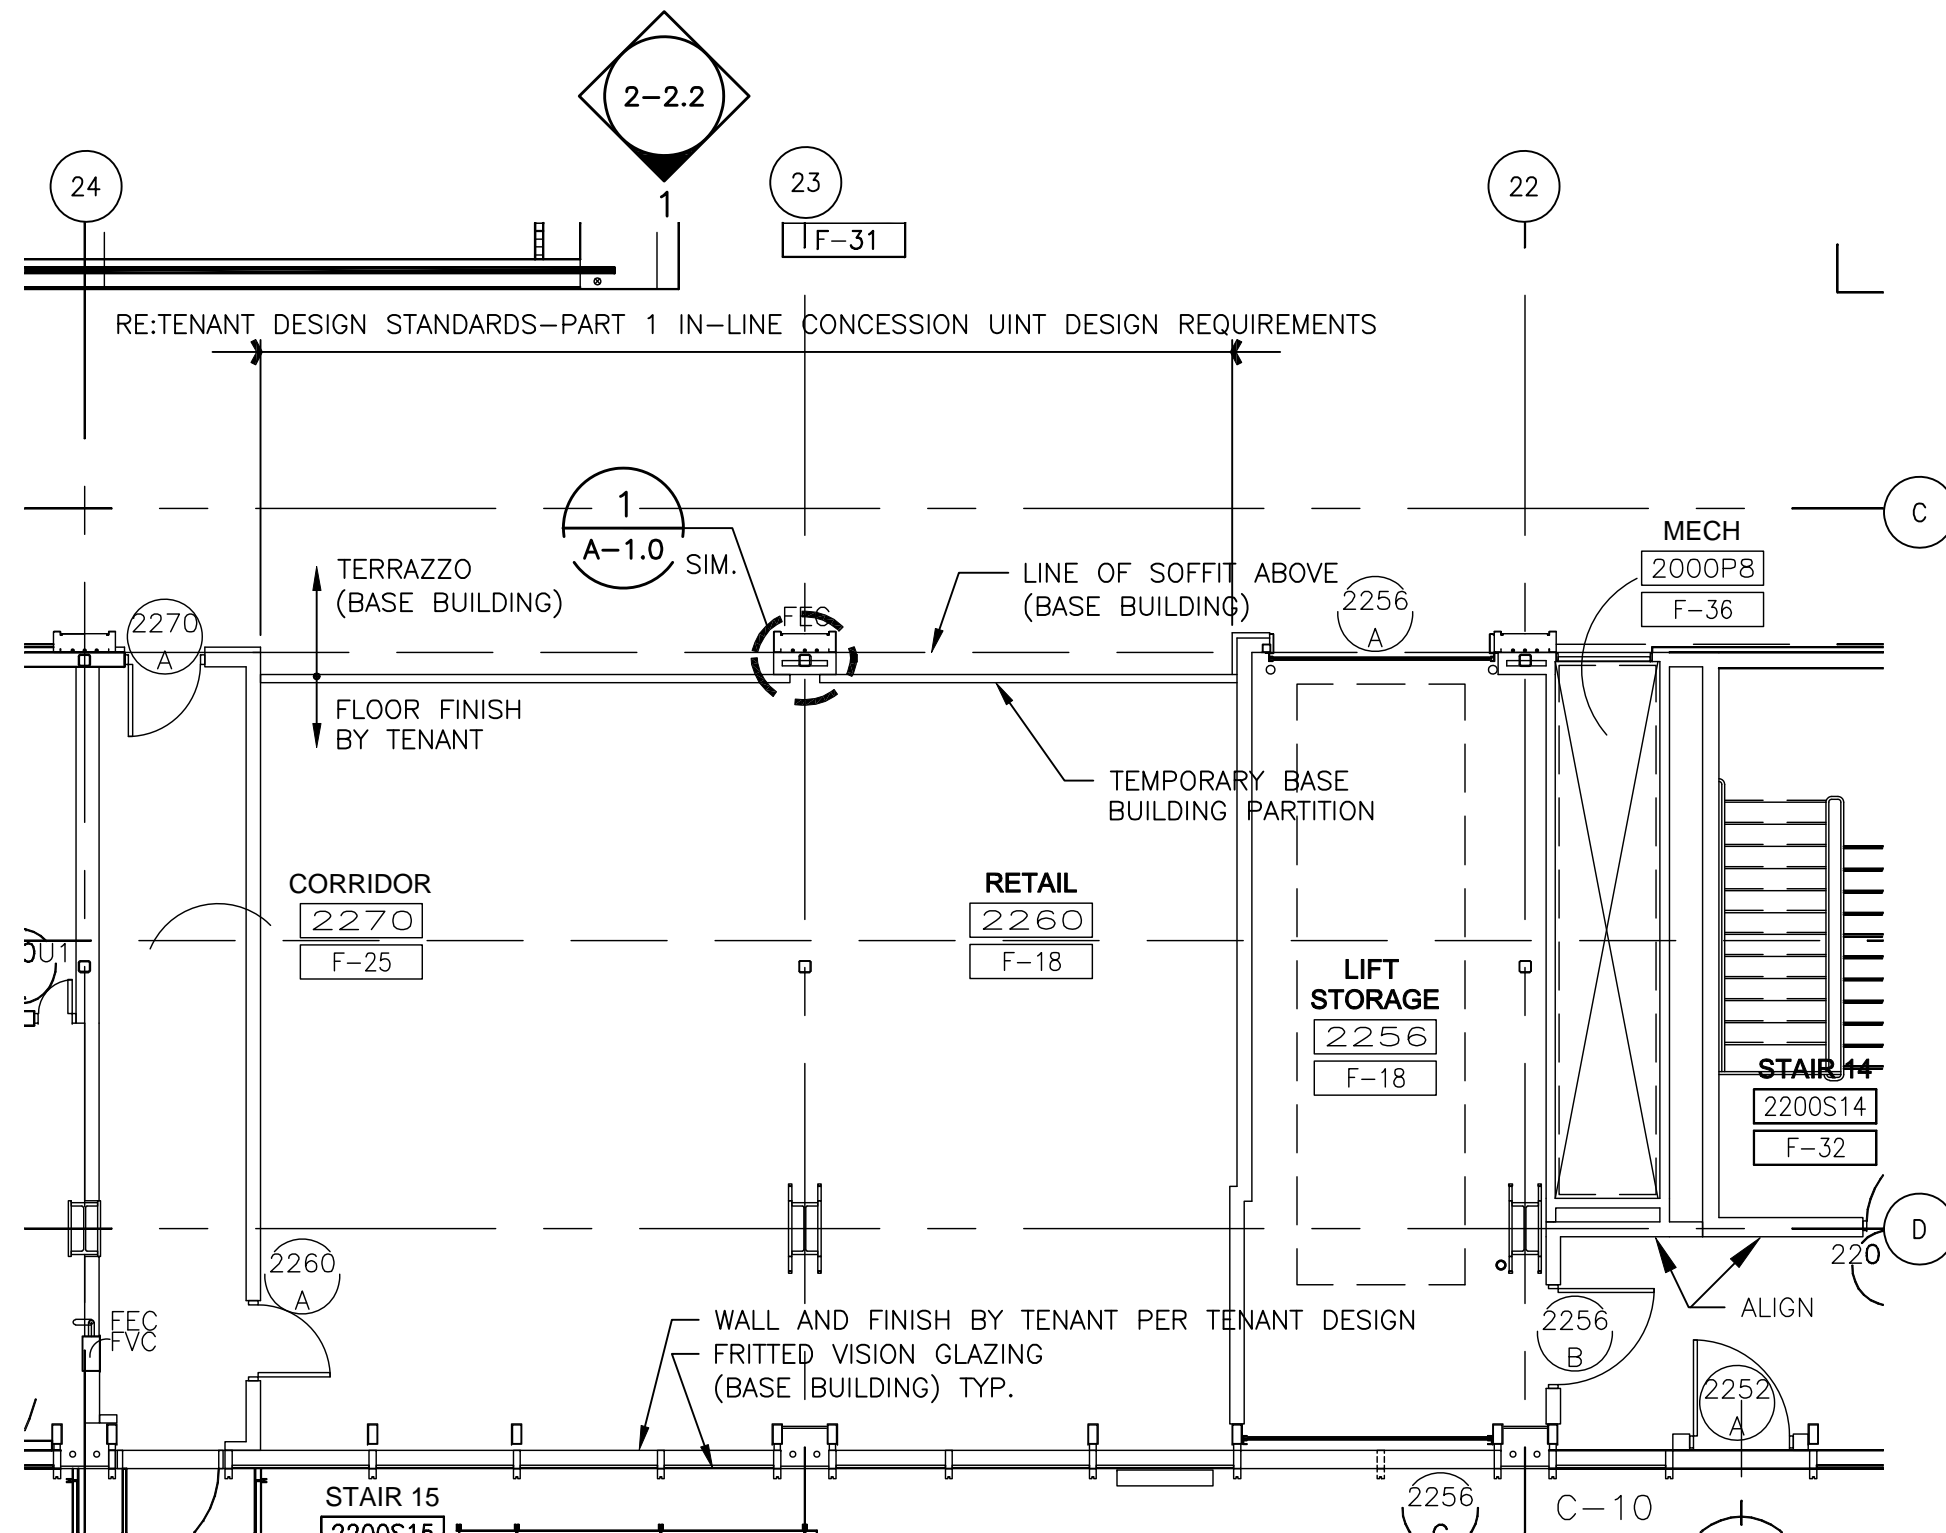 2-2.2
1
24
23
22
F-31
RE:TENANT DESIGN STANDARDS-PART 1 IN-LINE CONCESSION UINT DESIGN REQUIREMENTS
1
A-1.0
SIM.
C
MECH
2000P8
F-36
TERRAZZO
(BASE BUILDING)
LINE OF SOFFIT ABOVE
(BASE BUILDING)
2256
A
2270
A
FEC
FLOOR FINISH
BY TENANT
TEMPORARY BASE
BUILDING PARTITION
CORRIDOR
2270
F-25
RETAIL
2260
F-18
0U1
LIFT
STORAGE
2256
F-18
STAIR 14
2200S14
F-32
D
220
2260
A
FEC
FVC
WALL AND FINISH BY TENANT PER TENANT DESIGN
FRITTED VISION GLAZING
(BASE BUILDING) TYP.
2256
B
ALIGN
2252
A
STAIR 15
2200S15
2256
C
C-10